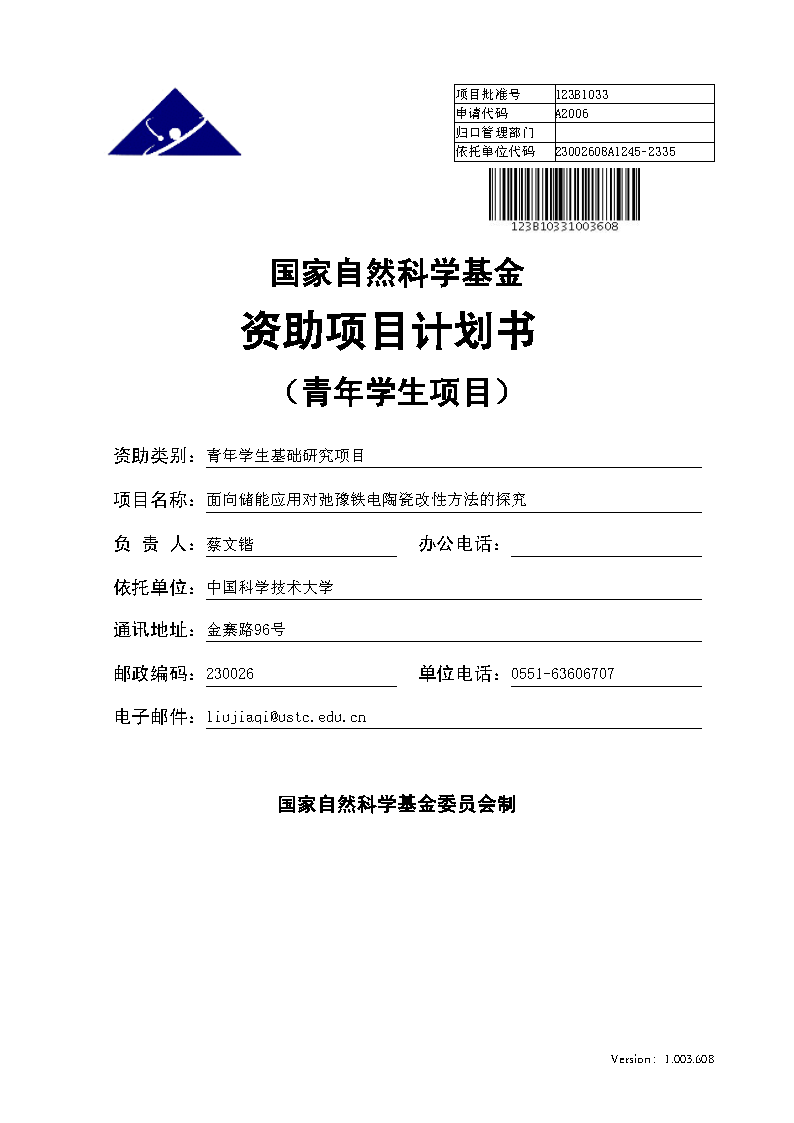 项目批准号 123B1033
申请代码 A2006
归口管理部门
依托单位代码 23002608A1245-2335
123B10331003608
国家自然科学基金
资助项目计划书
（青年学生项目）
资助类别：青年学生基础研究项目
项目名称：面向储能应用对弛豫铁电陶瓷改性方法的探究
负 责 人：蔡文锴 办公电话：
依托单位：中国科学技术大学
通讯地址：金寨路96号
邮政编码：230026 单位电话：0551-63606707
电子邮件：liujiaqi@ustc.edu.cn
国家自然科学基金委员会制
Version：1.003.608